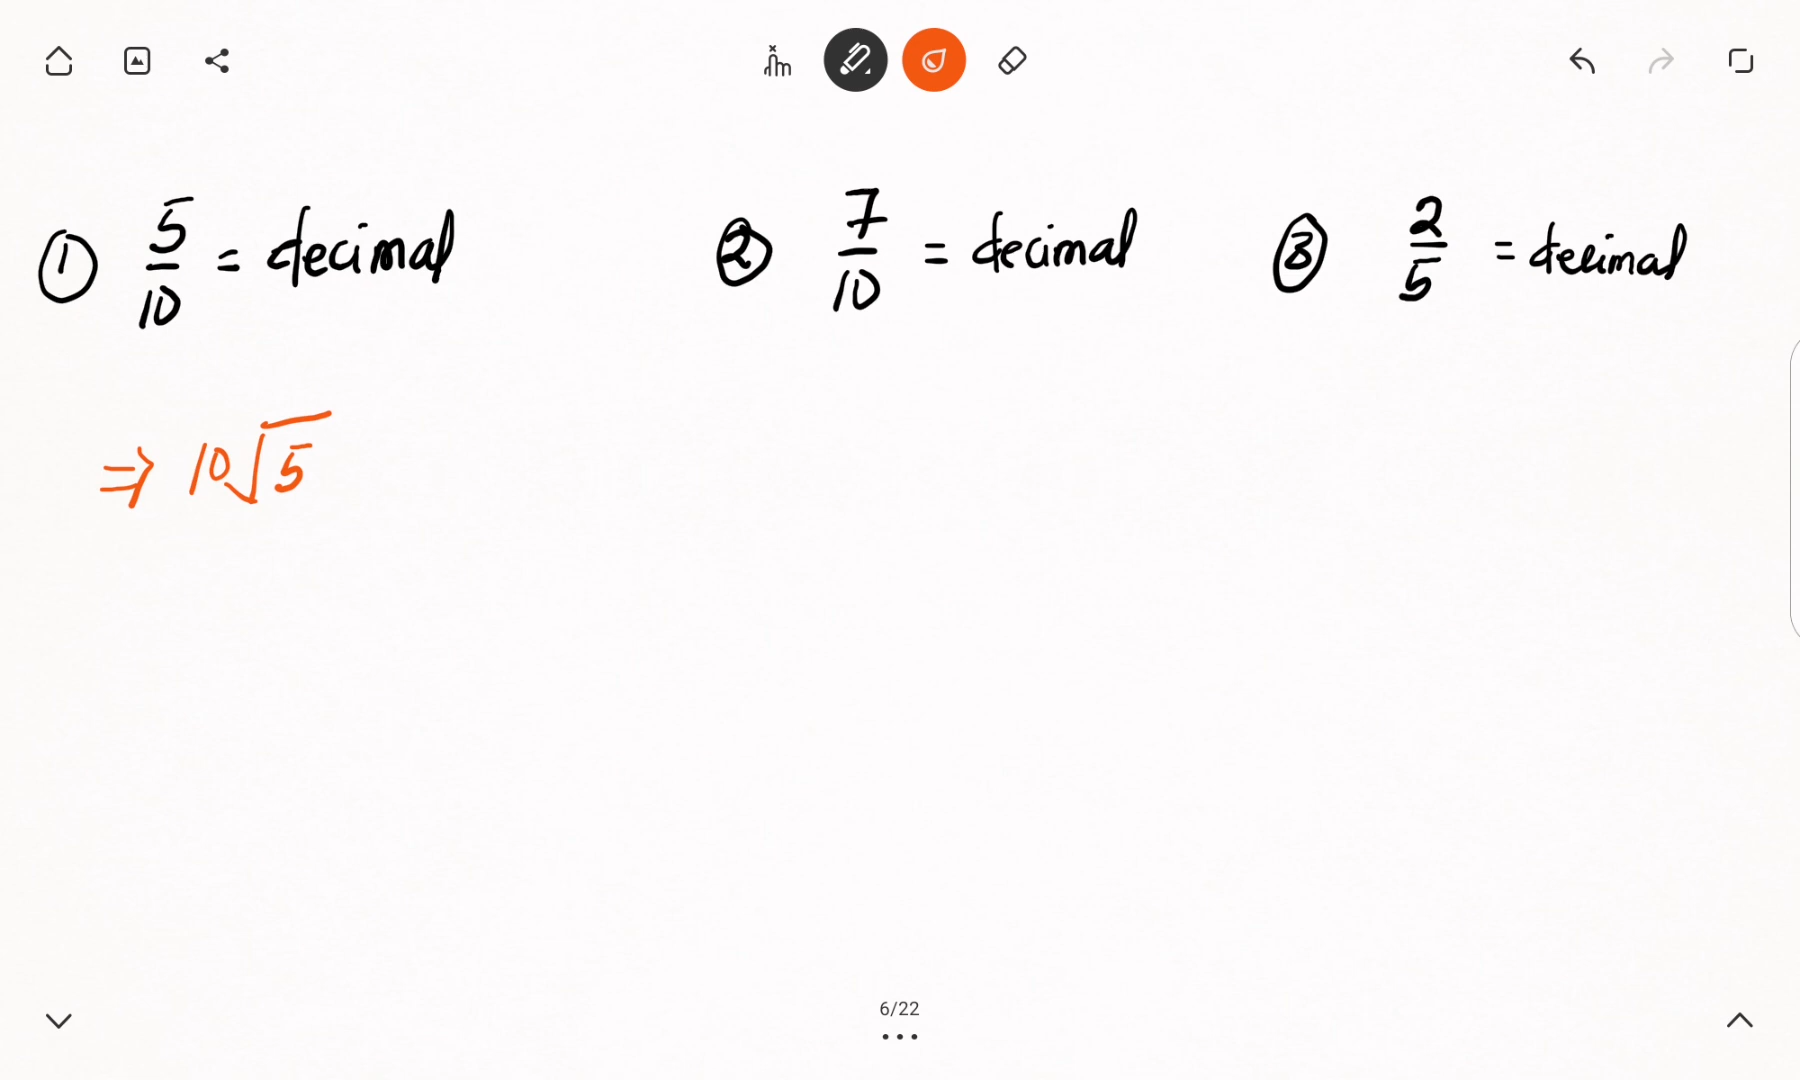 ① 5/10 = decimal
② 7/10 = decimal
③ 2/5 = decimal
⇒ 10√5
6/22